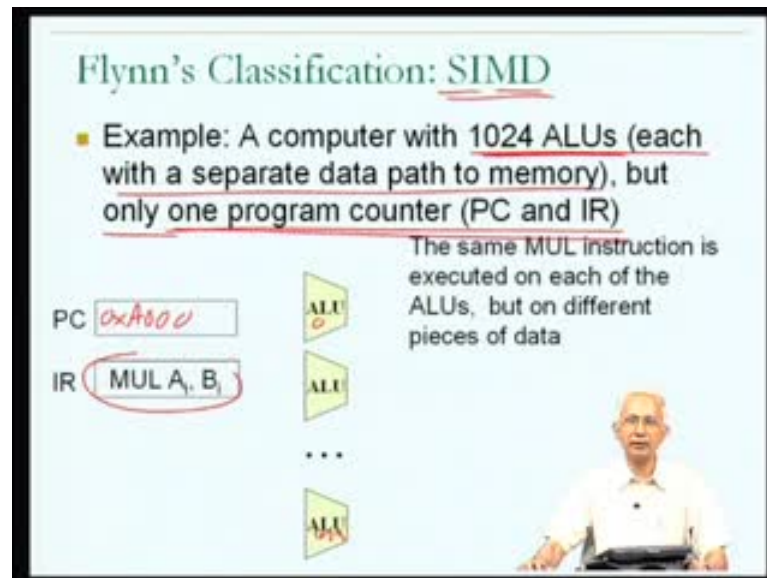 Flynn's Classification: SIMD
Example: A computer with 1024 ALUs (each
with a separate data path to memory), but
only one program counter (PC and IR)
The same MUL instruction is
executed on each of the
ALUs, but on different
pieces of data
PC 0xA000
IR MUL Ai, Bi
ALU
0
ALU
...
ALU